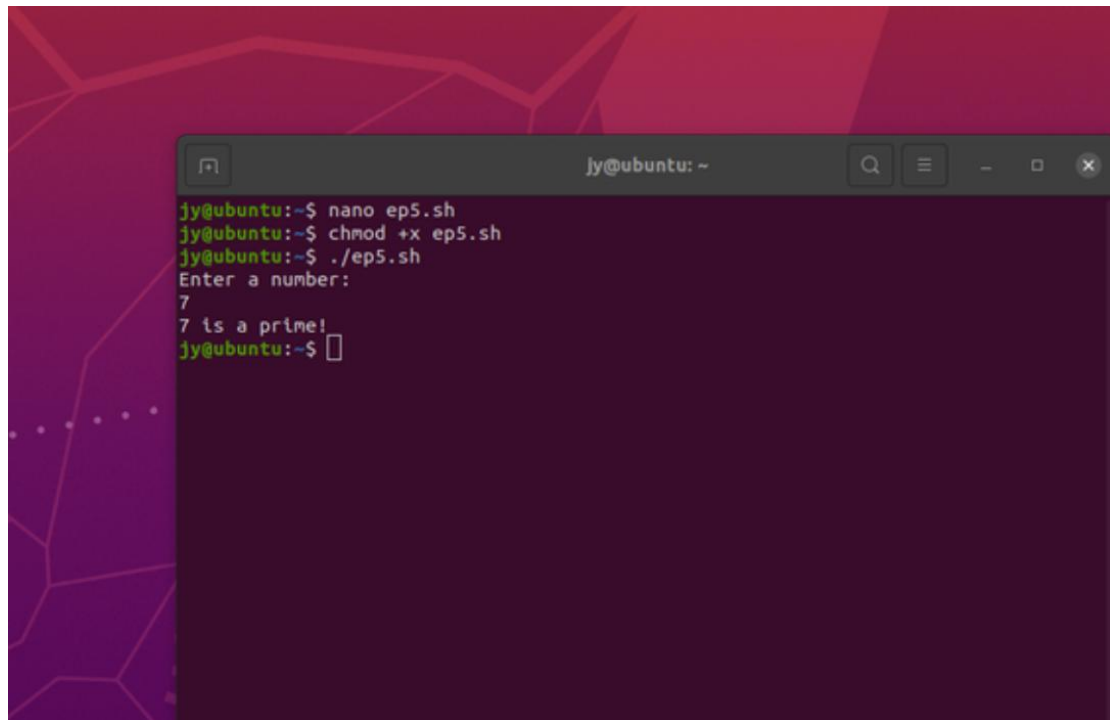 jy@ubuntu: ~
jy@ubuntu:~$ nano ep5.sh
jy@ubuntu:~$ chmod +x ep5.sh
jy@ubuntu:~$ ./ep5.sh
Enter a number:
7
7 is a prime!
jy@ubuntu:~$